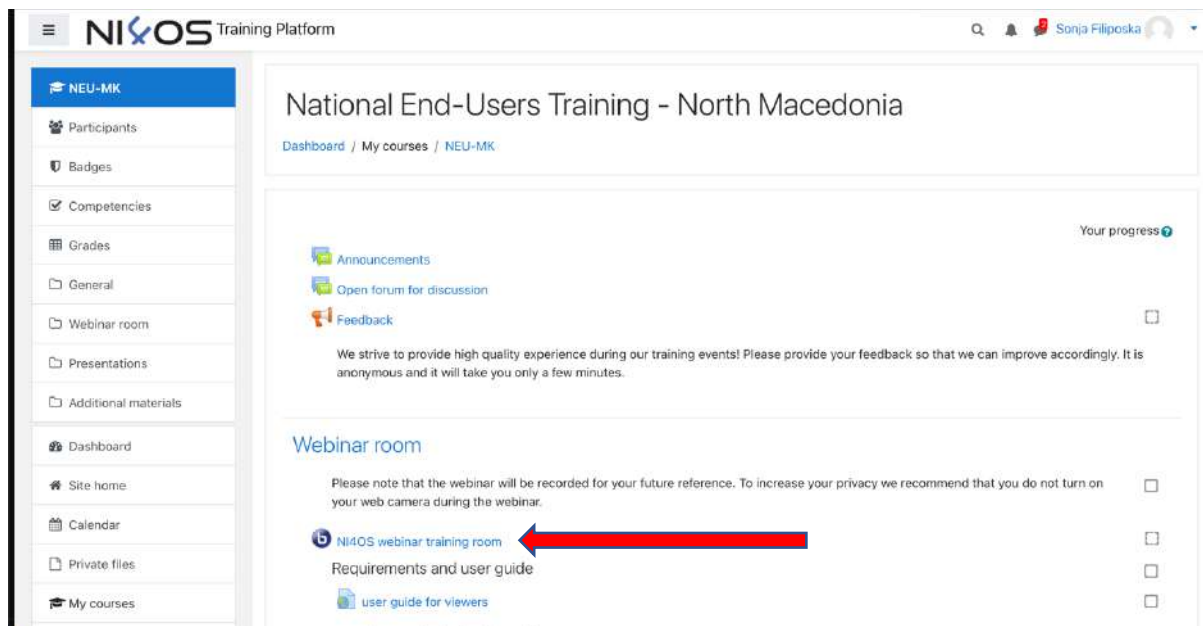 NI4OS Training Platform
2
Sonja Filiposka
NEU-MK
Participants
Badges
Competencies
Grades
General
Webinar room
Presentations
Additional materials
Dashboard
Site home
Calendar
Private files
My courses
National End-Users Training - North Macedonia
Dashboard / My courses / NEU-MK
Your progress
Announcements
Open forum for discussion
Feedback
We strive to provide high quality experience during our training events! Please provide your feedback so that we can improve accordingly. It is
anonymous and it will take you only a few minutes.
Webinar room
Please note that the webinar will be recorded for your future reference. To increase your privacy we recommend that you do not turn on
your web camera during the webinar.
NI4OS webinar training room
Requirements and user guide
user guide for viewers